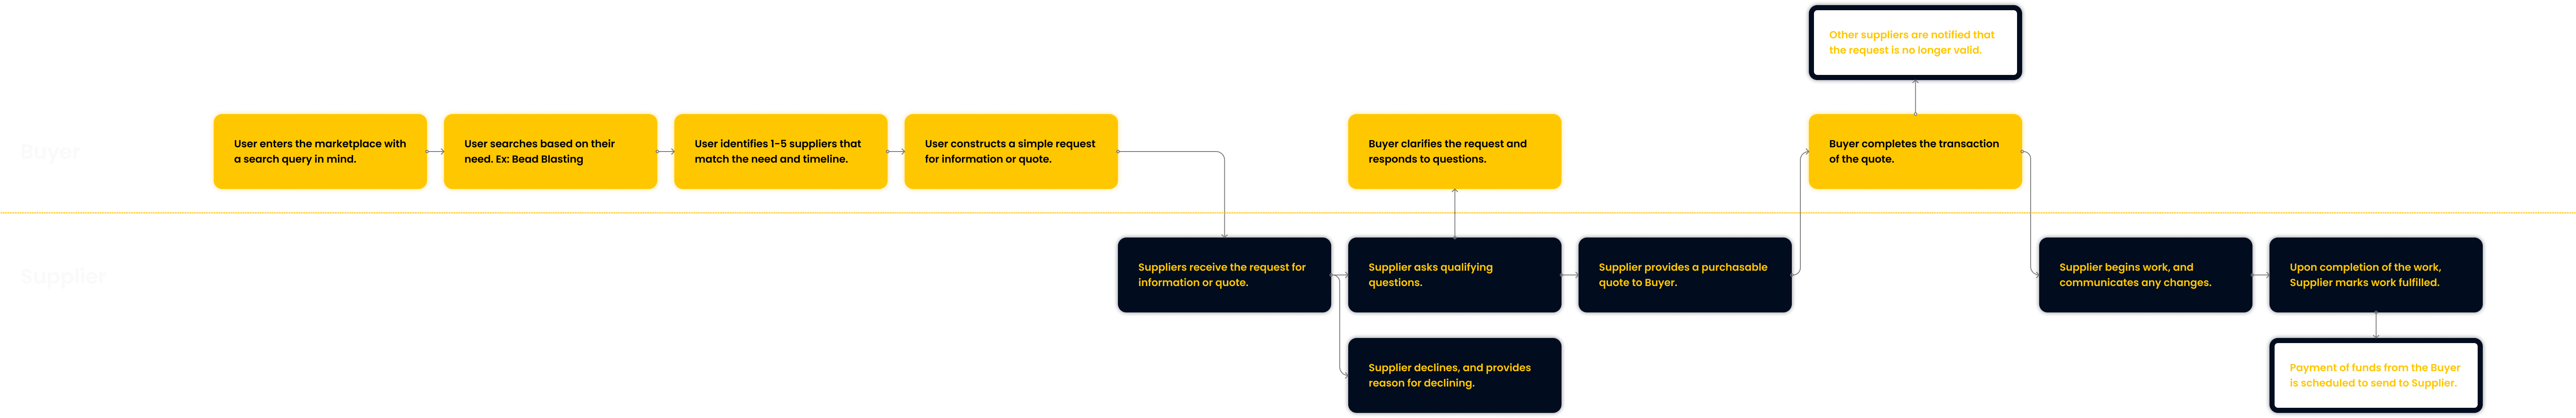 Other suppliers are notified that
the request is no longer valid.
Buyer
User enters the marketplace with
a search query in mind.
User searches based on their
need. Ex: Bead Blasting
User identifies 1-5 suppliers that
match the need and timeline.
User constructs a simple request
for information or quote.
Buyer clarifies the request and
responds to questions.
Buyer completes the transaction
of the quote.
Supplier
Suppliers receive the request for
information or quote.
Supplier asks qualifying
questions.
Supplier provides a purchasable
quote to Buyer.
Supplier begins work, and
communicates any changes.
Upon completion of the work,
Supplier marks work fulfilled.
Supplier declines, and provides
reason for declining.
Payment of funds from the Buyer
is scheduled to send to Supplier.